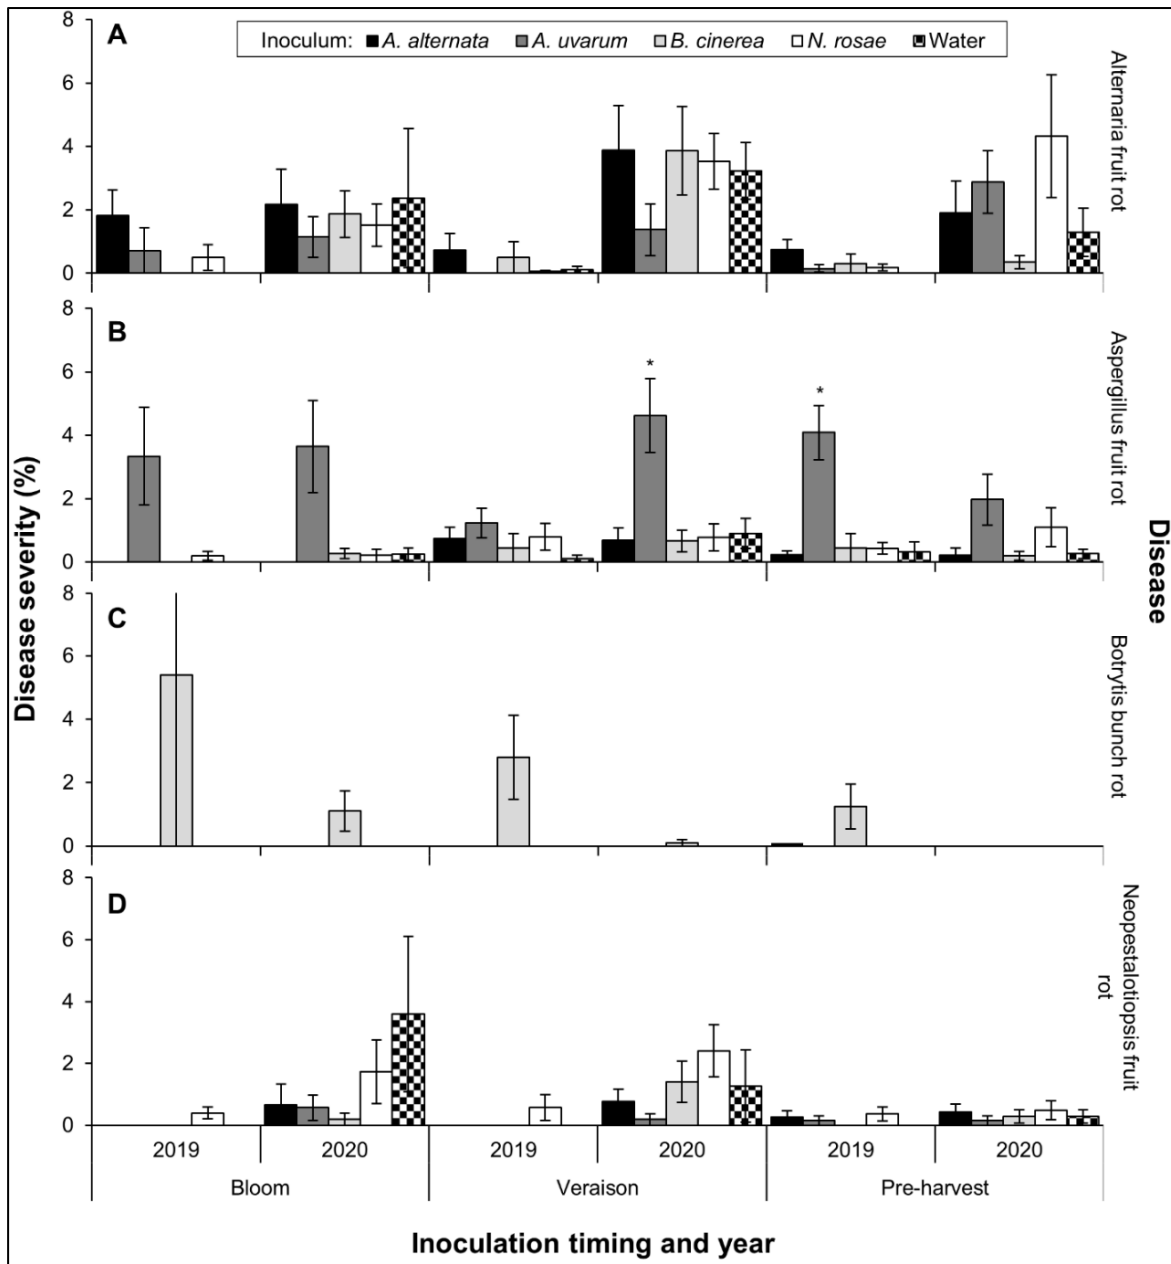 Disease severity (%)
Disease
A
Inoculum: A. alternata A. uvarum B. cinerea N. rosae Water
8
6
4
2
0
Alternaria fruit rot
B
8
6
4
2
0
*
*
Aspergillus fruit rot
C
8
6
4
2
0
Botrytis bunch rot
D
8
6
4
2
0
Neopestalotiopsis fruit
rot
2019 2020 2019 2020 2019 2020
Bloom Veraison Pre-harvest
Inoculation timing and year